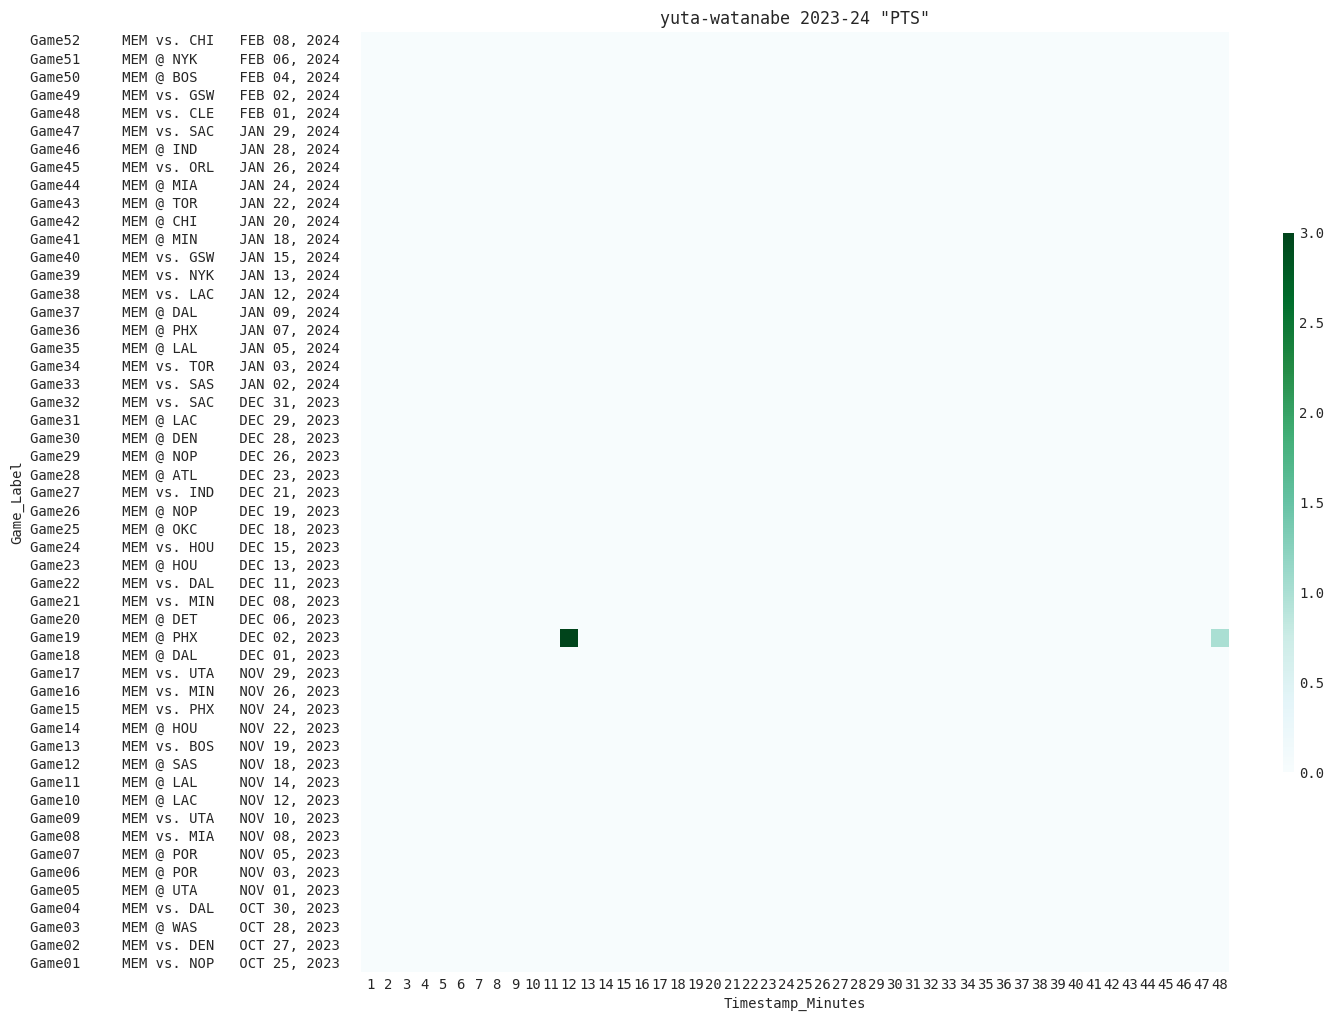 yuta-watanabe 2023-24 "PTS"
Game52 MEM vs. CHI FEB 08, 2024
Game51 MEM @ NYK FEB 06, 2024
Game50 MEM @ BOS FEB 04, 2024
Game49 MEM vs. GSW FEB 02, 2024
Game48 MEM vs. CLE FEB 01, 2024
Game47 MEM vs. SAC JAN 29, 2024
Game46 MEM @ IND JAN 28, 2024
Game45 MEM vs. ORL JAN 26, 2024
Game44 MEM @ MIA JAN 24, 2024
Game43 MEM @ TOR JAN 22, 2024
Game42 MEM @ CHI JAN 20, 2024
Game41 MEM @ MIN JAN 18, 2024
Game40 MEM vs. GSW JAN 15, 2024
Game39 MEM vs. NYK JAN 13, 2024
Game38 MEM vs. LAC JAN 12, 2024
Game37 MEM @ DAL JAN 09, 2024
Game36 MEM @ PHX JAN 07, 2024
Game35 MEM @ LAL JAN 05, 2024
Game34 MEM vs. TOR JAN 03, 2024
Game33 MEM vs. SAS JAN 02, 2024
Game32 MEM vs. SAC DEC 31, 2023
Game31 MEM @ LAC DEC 29, 2023
Game30 MEM @ DEN DEC 28, 2023
Game29 MEM @ NOP DEC 26, 2023
Game28 MEM @ ATL DEC 23, 2023
Game27 MEM vs. IND DEC 21, 2023
Game26 MEM @ NOP DEC 19, 2023
Game25 MEM @ OKC DEC 18, 2023
Game24 MEM vs. HOU DEC 15, 2023
Game23 MEM @ HOU DEC 13, 2023
Game22 MEM vs. DAL DEC 11, 2023
Game21 MEM vs. MIN DEC 08, 2023
Game20 MEM @ DET DEC 06, 2023
Game19 MEM @ PHX DEC 02, 2023
Game18 MEM @ DAL DEC 01, 2023
Game17 MEM vs. UTA NOV 29, 2023
Game16 MEM vs. MIN NOV 26, 2023
Game15 MEM vs. PHX NOV 24, 2023
Game14 MEM @ HOU NOV 22, 2023
Game13 MEM vs. BOS NOV 19, 2023
Game12 MEM @ SAS NOV 18, 2023
Game11 MEM @ LAL NOV 14, 2023
Game10 MEM @ LAC NOV 12, 2023
Game09 MEM vs. UTA NOV 10, 2023
Game08 MEM vs. MIA NOV 08, 2023
Game07 MEM @ POR NOV 05, 2023
Game06 MEM @ POR NOV 03, 2023
Game05 MEM @ UTA NOV 01, 2023
Game04 MEM vs. DAL OCT 30, 2023
Game03 MEM @ WAS OCT 28, 2023
Game02 MEM vs. DEN OCT 27, 2023
Game01 MEM vs. NOP OCT 25, 2023
Game_Label
1 2 3 4 5 6 7 8 9 10 11 12 13 14 15 16 17 18 19 20 21 22 23 24 25 26 27 28 29 30 31 32 33 34 35 36 37 38 39 40 41 42 43 44 45 46 47 48
Timestamp_Minutes
3.0
2.5
2.0
1.5
1.0
0.5
0.0